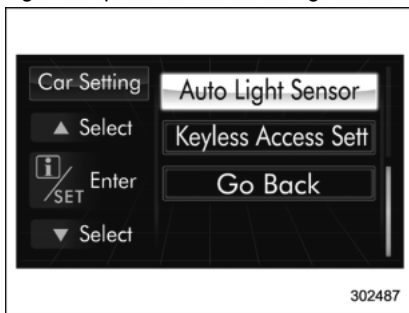 Car Setting
▲ Select
i/SET Enter
▼ Select
Auto Light Sensor
Keyless Access Sett
Go Back
302487